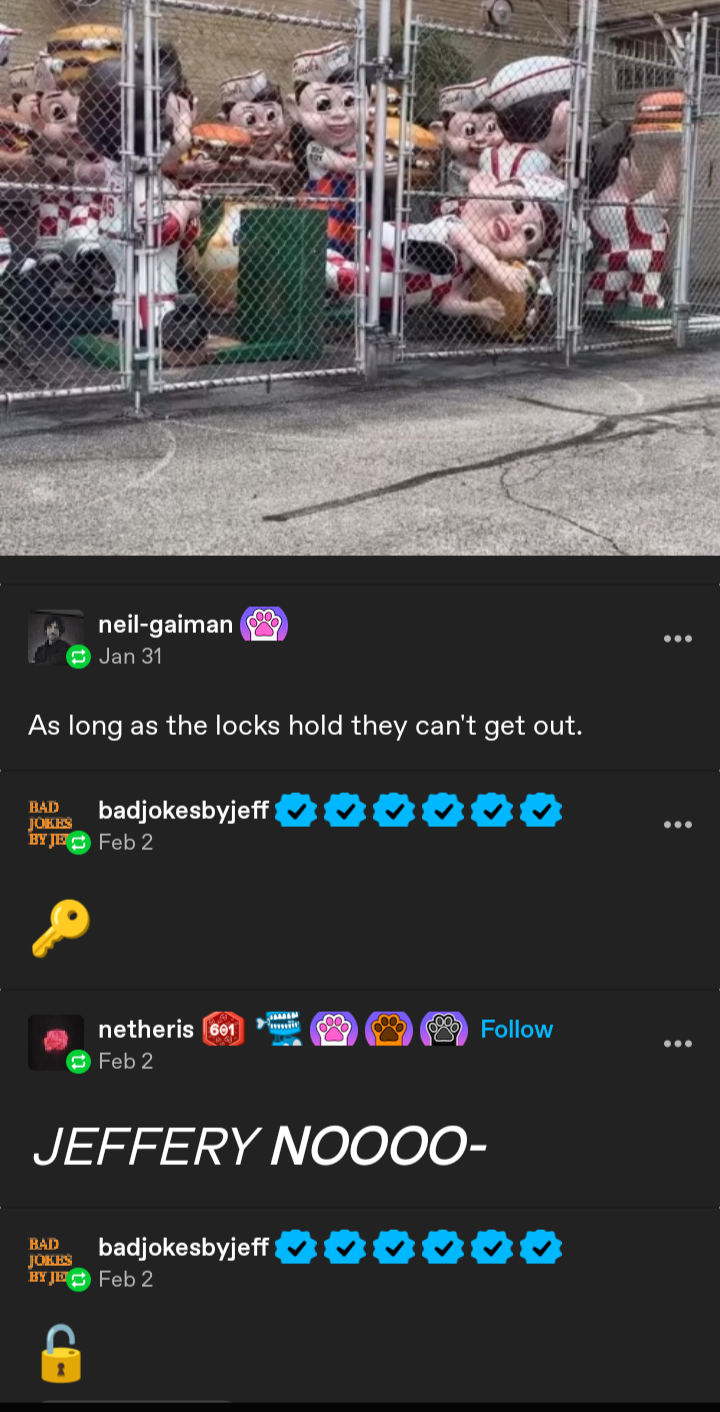 neil-gaiman
Jan 31
As long as the locks hold they can't get out.
BAD
JOKES
BY JE
badjokesbyjeff
Feb 2
🔑
netheris 601 Follow
Feb 2
JEFFERY NOOOO-
BAD
JOKES
BY JE
badjokesbyjeff
Feb 2
🔓